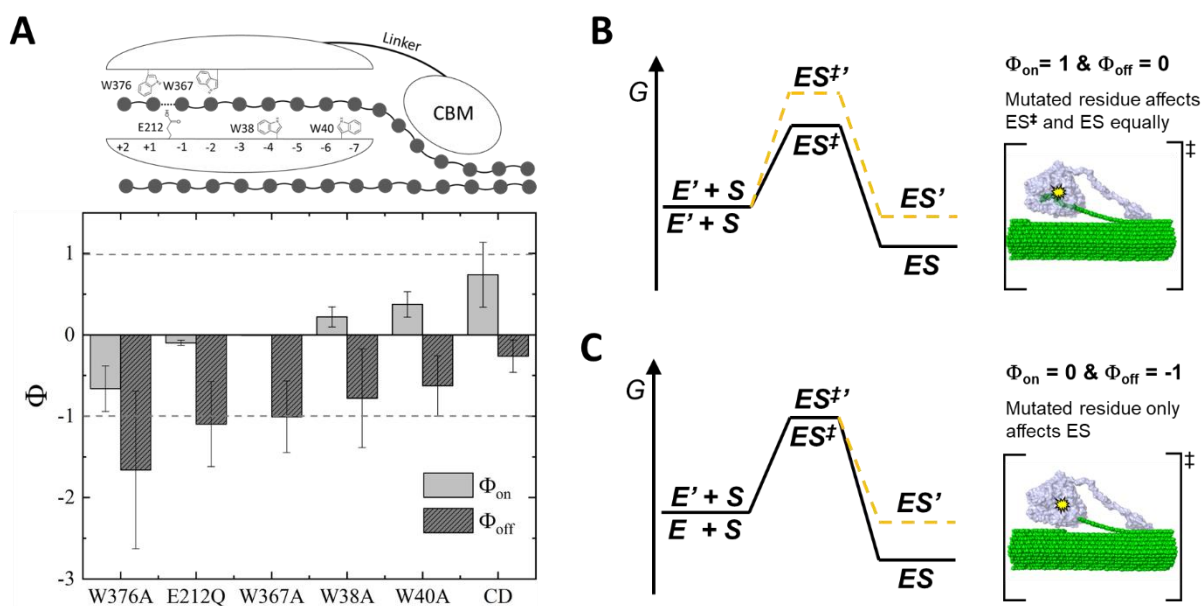 A
Linker
W376 W367
CBM
E212 W38 W40
+2 +1 -1 -2 -3 -4 -5 -6 -7
1
0
-1
-2
-3
Φ
Φon
Φoff
W376A E212Q W367A W38A W40A CD
B
G
ES‡'
ES‡
E' + S
E' + S
ES'
ES
Φon= 1 & Φoff = 0
Mutated residue affects
ES‡ and ES equally
‡
C
G
ES‡'
ES‡
E' + S
E + S
ES'
ES
Φon = 0 & Φoff = -1
Mutated residue only
affects ES
‡